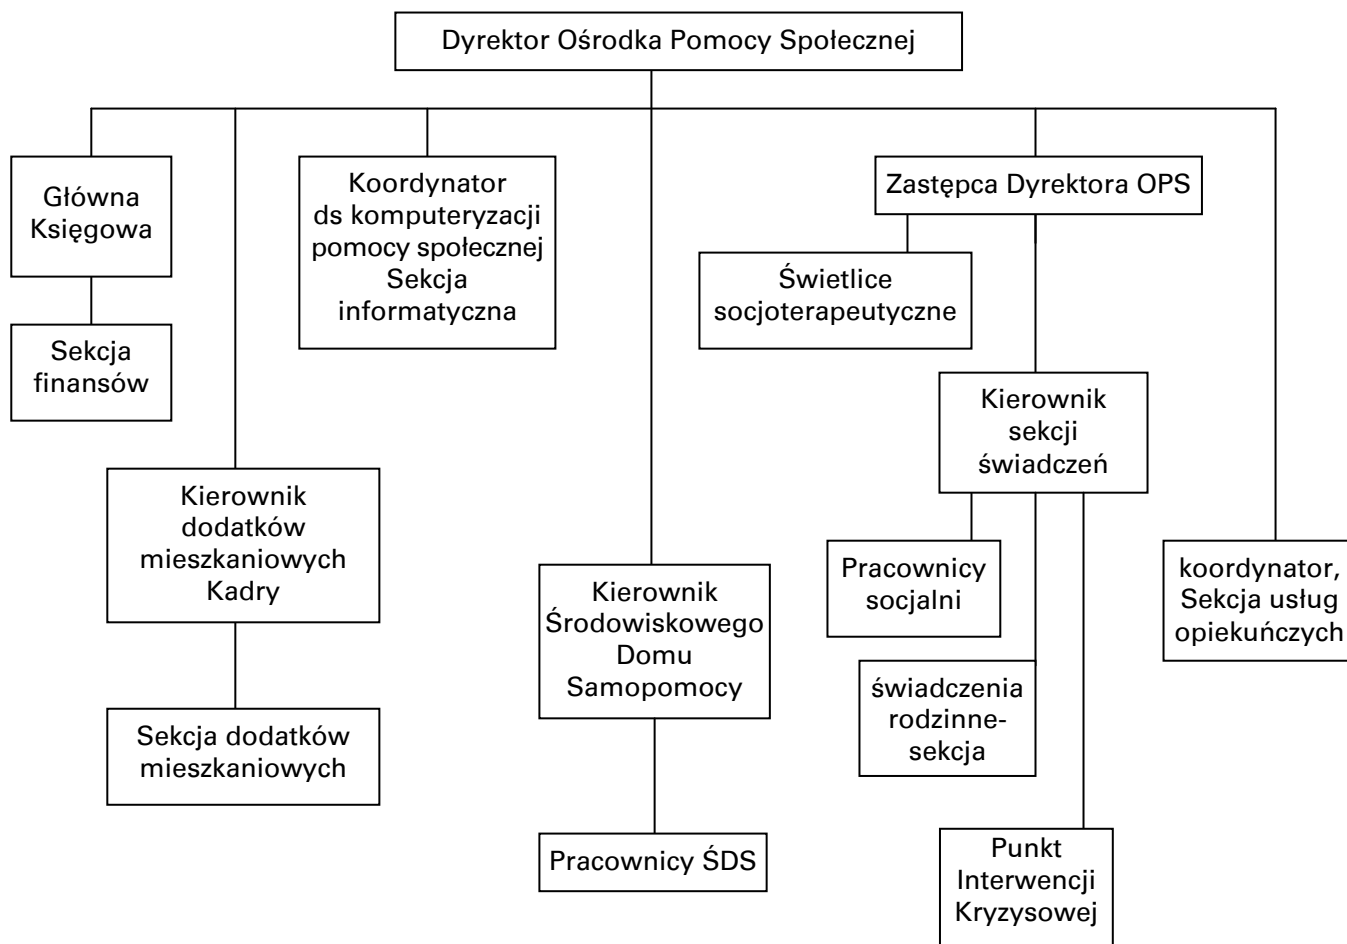 Dyrektor Ośrodka Pomocy Społecznej
Główna
Księgowa
Koordynator
ds komputeryzacji
pomocy społecznej
Sekcja
informatyczna
Zastępca Dyrektora OPS
Świetlice
socjoterapeutyczne
Sekcja
finansów
Kierownik
sekcji
świadczeń
Kierownik
dodatków
mieszkaniowych
Kadry
Kierownik
Środowiskowego
Domu
Samopomocy
Pracownicy
socjalni
koordynator,
Sekcja usług
opiekuńczych
świadczenia
rodzinne-
sekcja
Sekcja dodatków
mieszkaniowych
Pracownicy ŚDS
Punkt
Interwencji
Kryzysowej